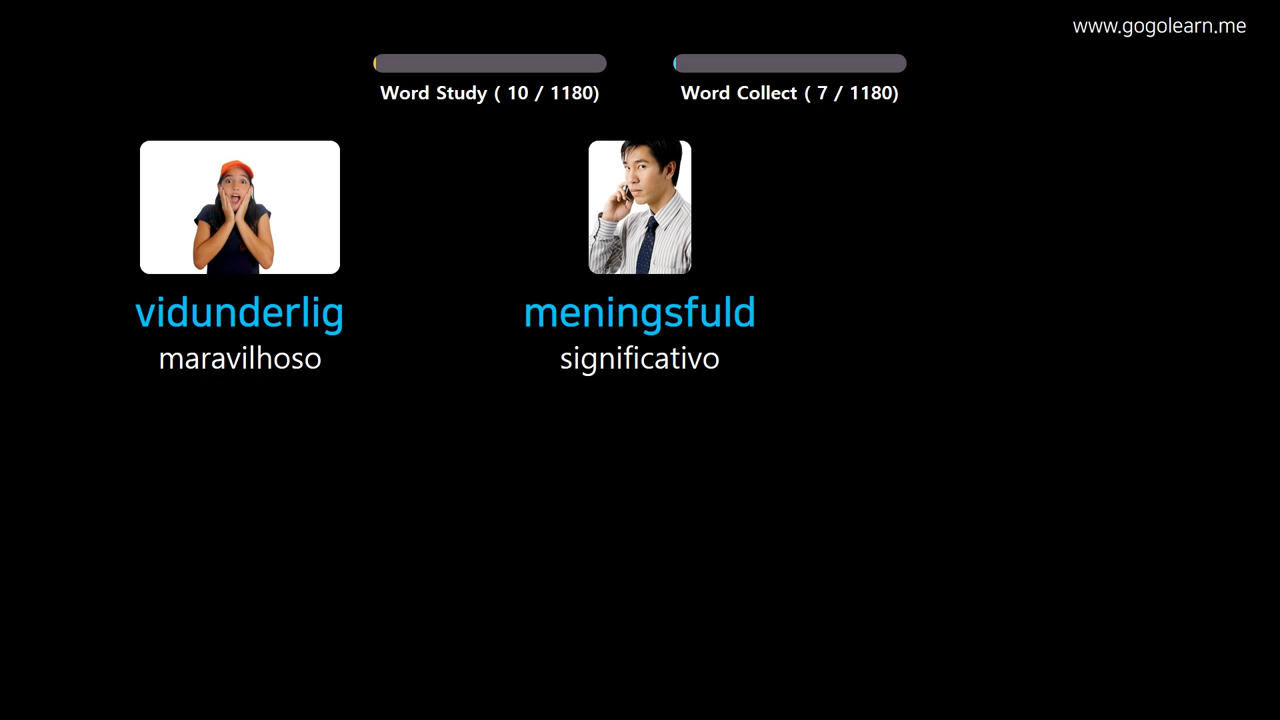 www.gogolearn.me
Word Study ( 10 / 1180)
Word Collect ( 7 / 1180)
vidunderlig
meningsfuld
maravilhoso
significativo